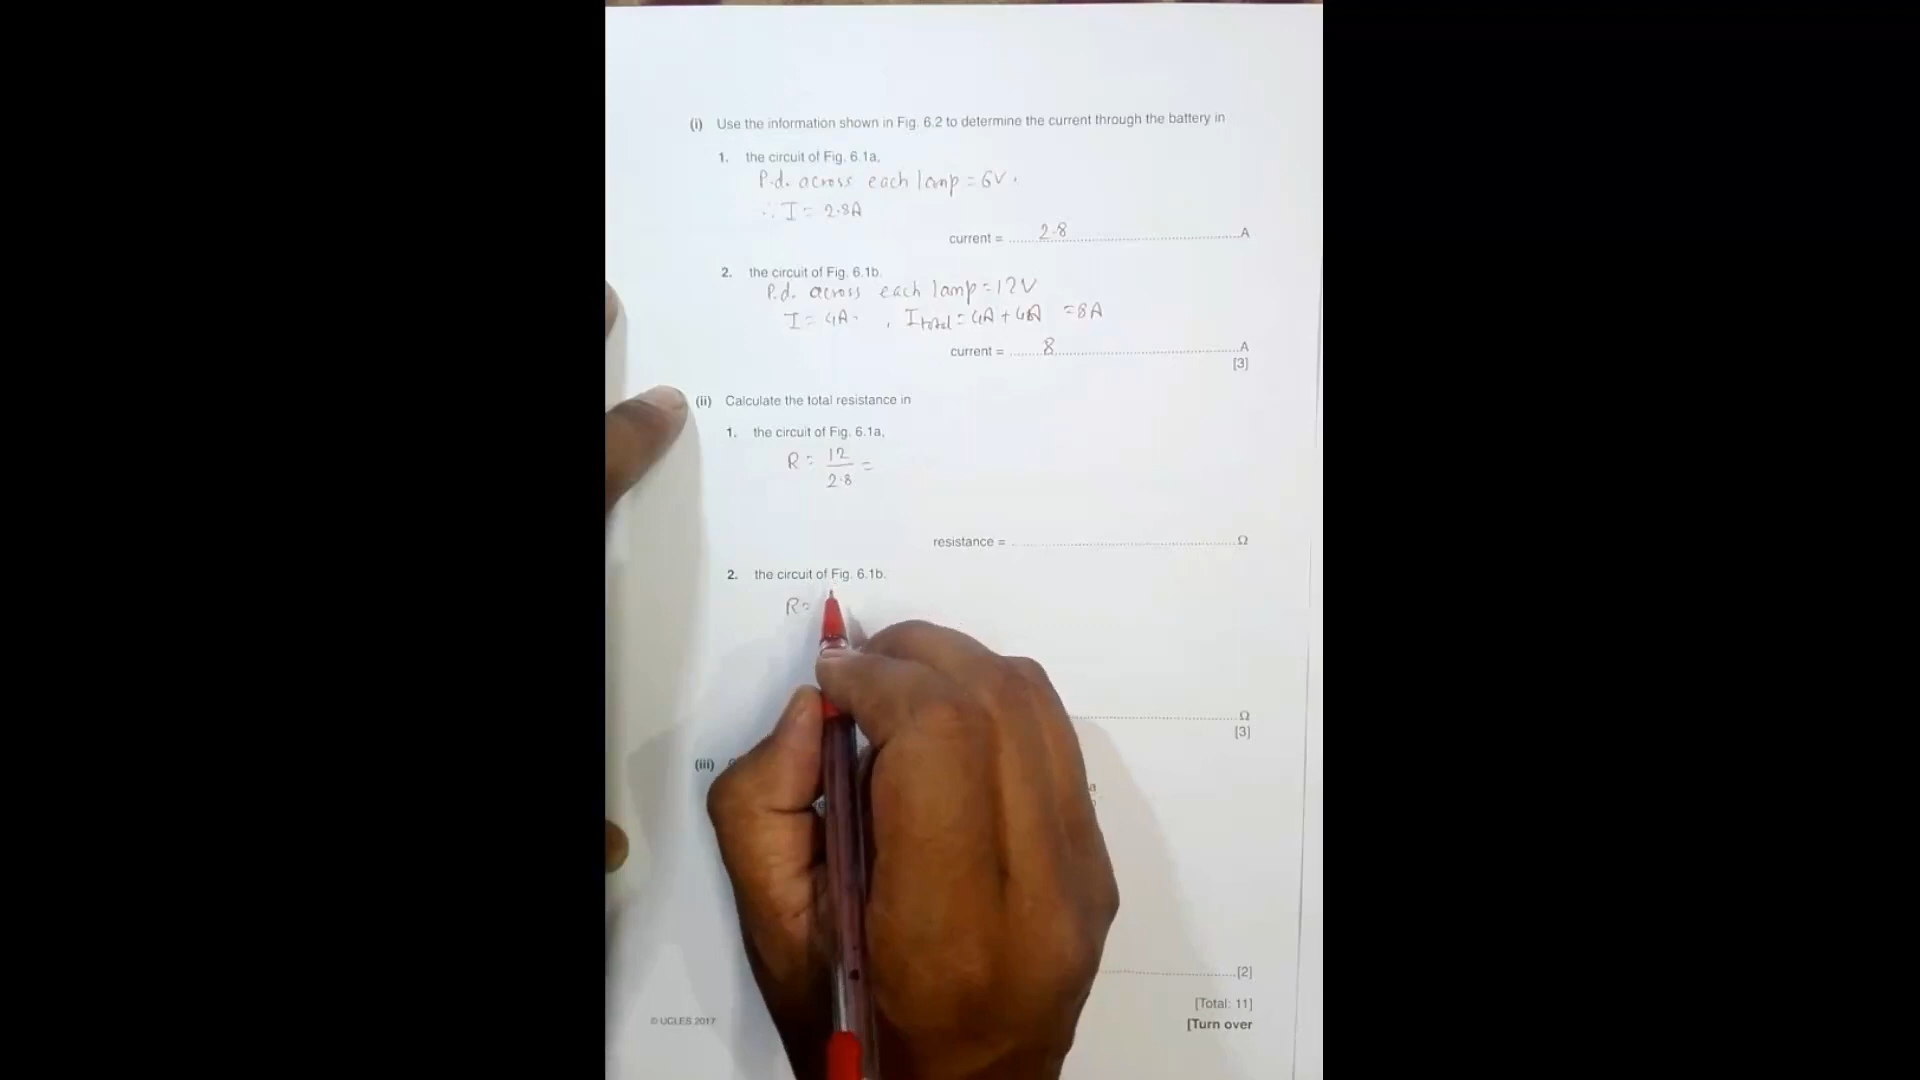 (i) Use the information shown in Fig. 6.2 to determine the current through the battery in
1. the circuit of Fig. 6.1a,
P.d. across each lamp = 6V.
∴ I = 2.8A
current = 2.8 A
2. the circuit of Fig. 6.1b.
P.d. across each lamp = 12V
I = 4A. , I total = 4A + 4A = 8A
current = 8 A
[3]
(ii) Calculate the total resistance in
1. the circuit of Fig. 6.1a,
R = 12/2.8 =
resistance = Ω
2. the circuit of Fig. 6.1b.
R =
Ω
[3]
(iii)
[2]
[Total: 11]
© UCLES 2017
[Turn over